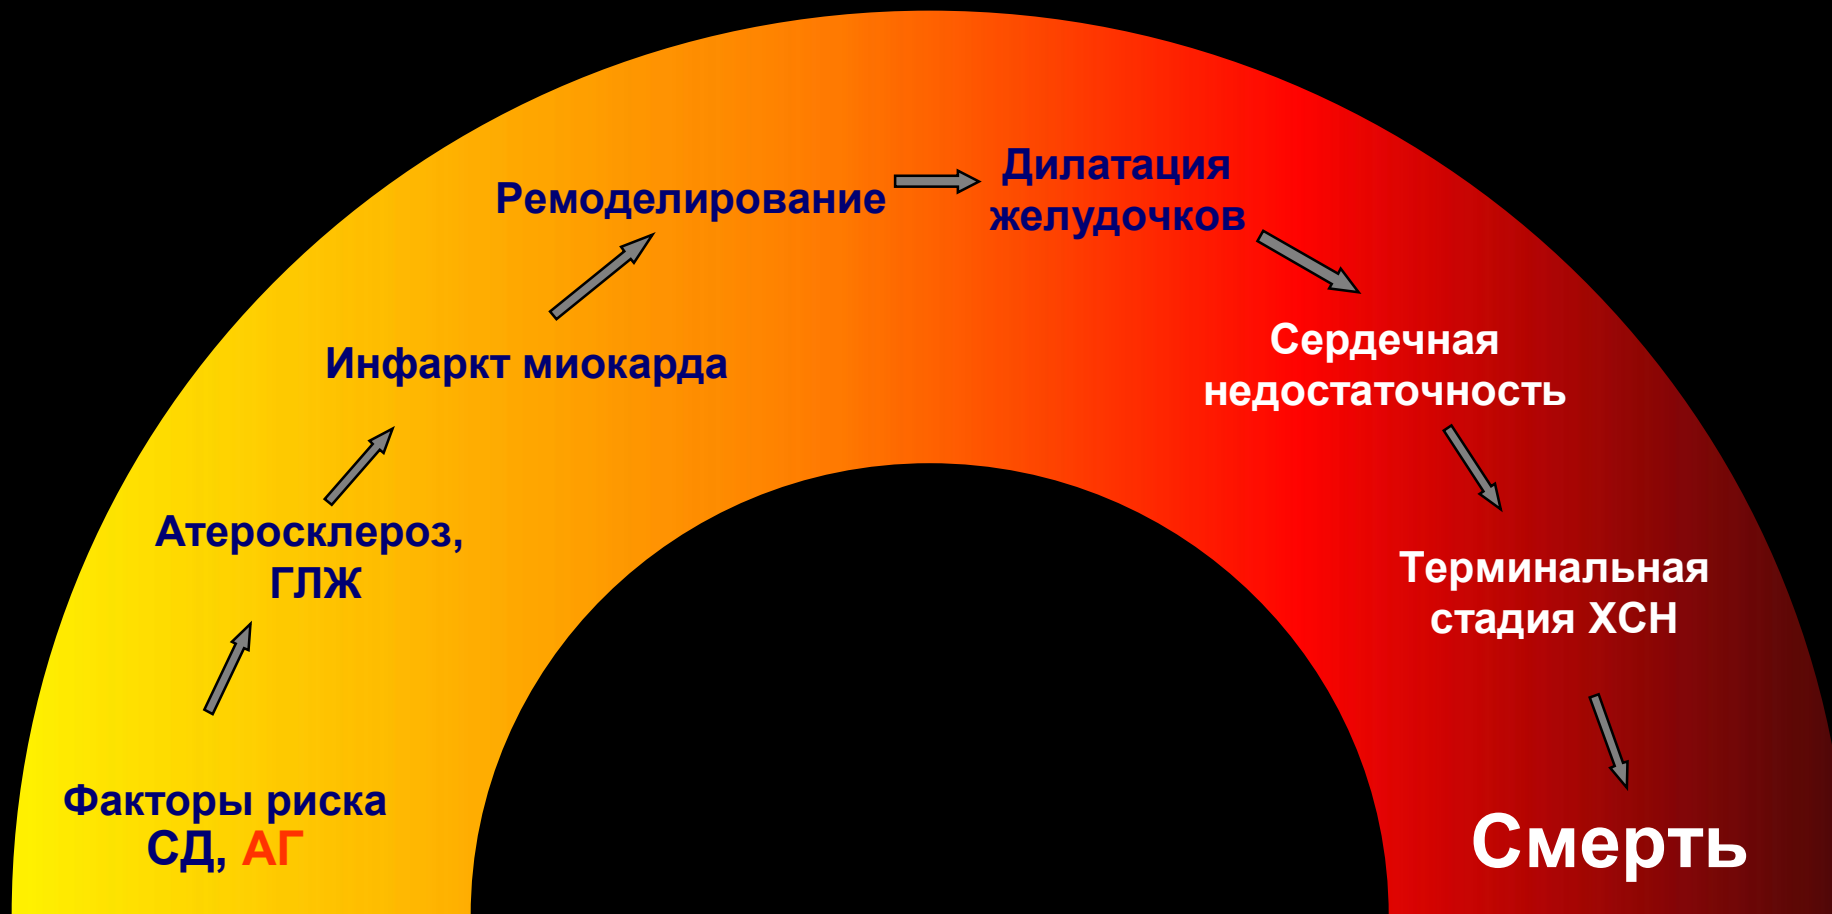 Факторы риска
СД, АГ
Атеросклероз,
ГЛЖ
Инфаркт миокарда
Ремоделирование
Дилатация
желудочков
Сердечная
недостаточность
Терминальная
стадия ХСН
Смерть